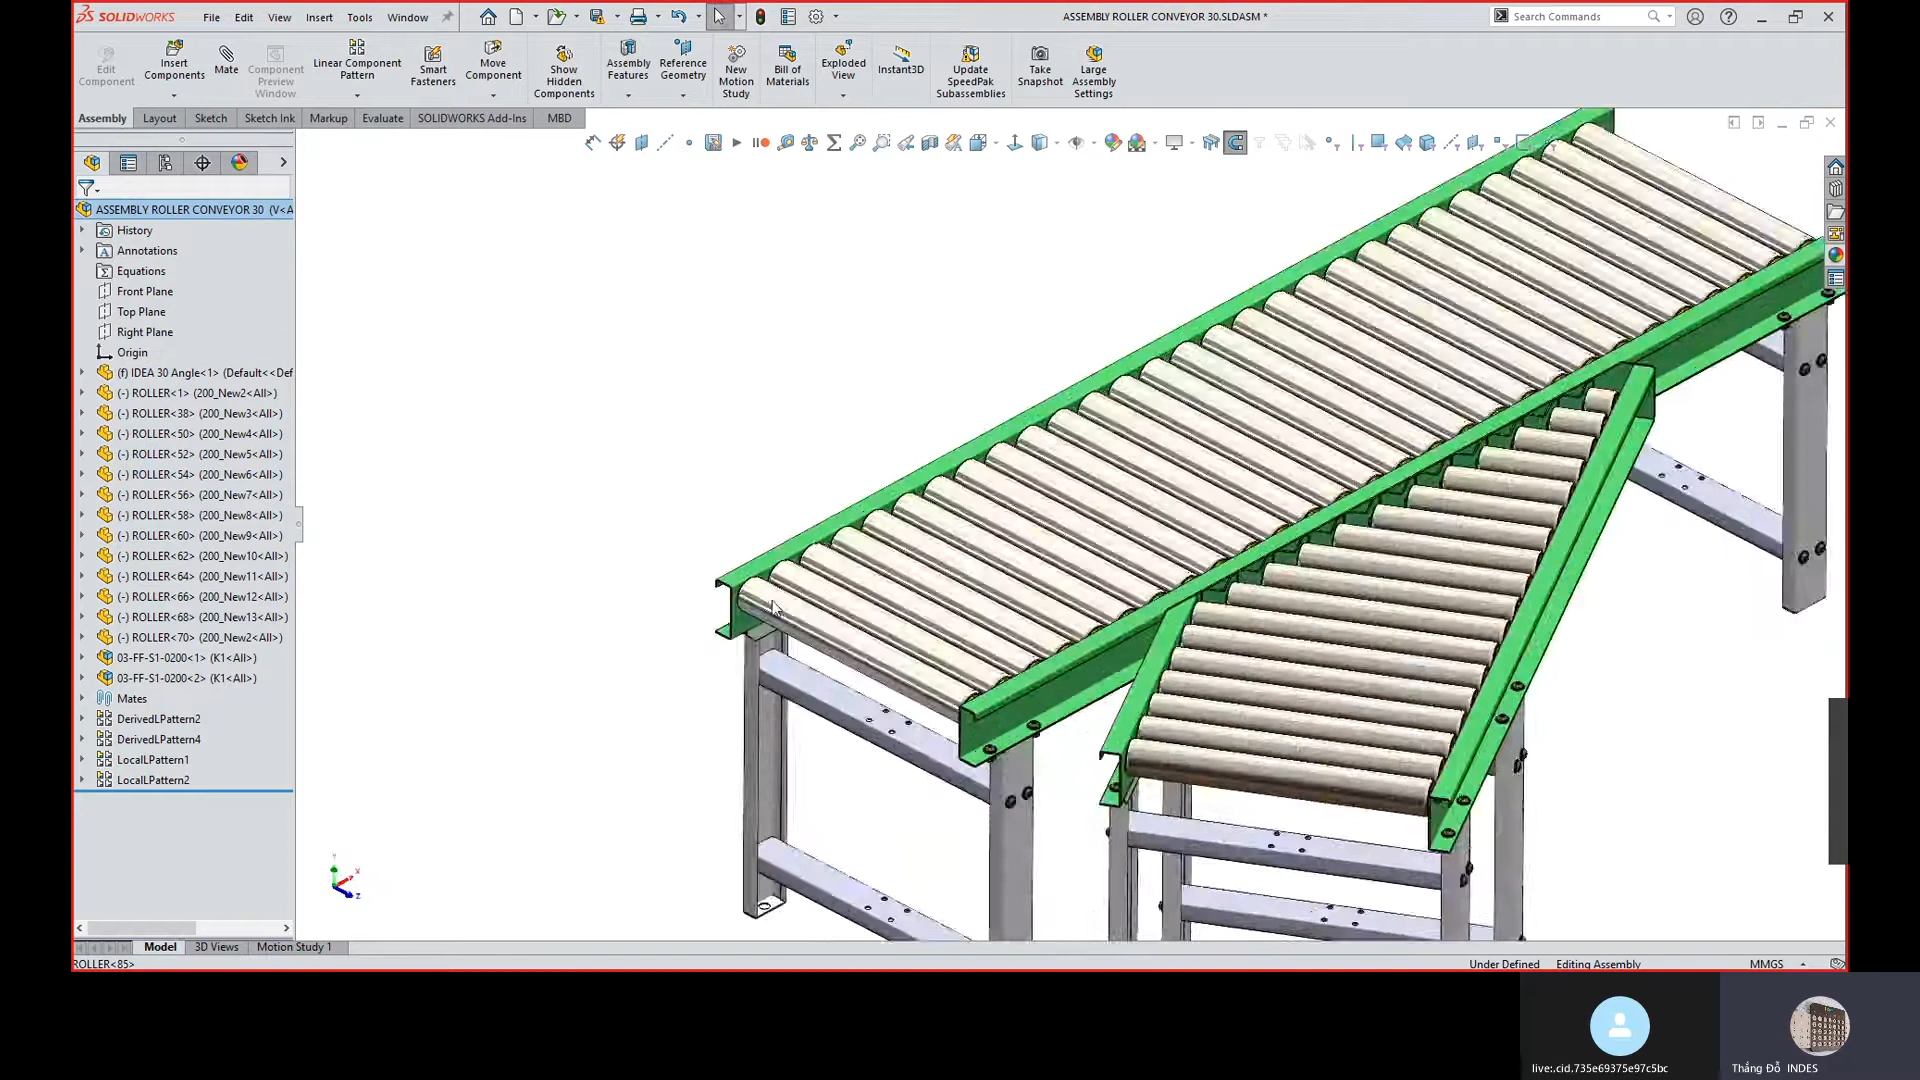 SOLIDWORKS File Edit View Insert Tools Window ASSEMBLY ROLLER CONVEYOR 30.SLDASM * Search Commands
Edit Component
Insert Components
Mate
Component Preview Window
Linear Component Pattern
Smart Fasteners
Move Component
Show Hidden Components
Assembly Features
Reference Geometry
New Motion Study
Bill of Materials
Exploded View
Instant3D
Update SpeedPak Subassemblies
Take Snapshot
Large Assembly Settings
Assembly Layout Sketch Sketch Ink Markup Evaluate SOLIDWORKS Add-Ins MBD
ASSEMBLY ROLLER CONVEYOR 30 (V<A
History
Annotations
Equations
Front Plane
Top Plane
Right Plane
Origin
(f) IDEA 30 Angle<1> (Default<<Def
(-) ROLLER<1> (200_New2<All>)
(-) ROLLER<38> (200_New3<All>)
(-) ROLLER<50> (200_New4<All>)
(-) ROLLER<52> (200_New5<All>)
(-) ROLLER<54> (200_New6<All>)
(-) ROLLER<56> (200_New7<All>)
(-) ROLLER<58> (200_New8<All>)
(-) ROLLER<60> (200_New9<All>)
(-) ROLLER<62> (200_New10<All>)
(-) ROLLER<64> (200_New11<All>)
(-) ROLLER<66> (200_New12<All>)
(-) ROLLER<68> (200_New13<All>)
(-) ROLLER<70> (200_New2<All>)
03-FF-S1-0200<1> (K1<All>)
03-FF-S1-0200<2> (K1<All>)
Mates
DerivedLPattern2
DerivedLPattern4
LocalLPattern1
LocalLPattern2
Y
X
Z
Model 3D Views Motion Study 1
ROLLER<85> Under Defined Editing Assembly MMGS
live:.cid.735e69375e97c5bc Thắng Đỗ INDES